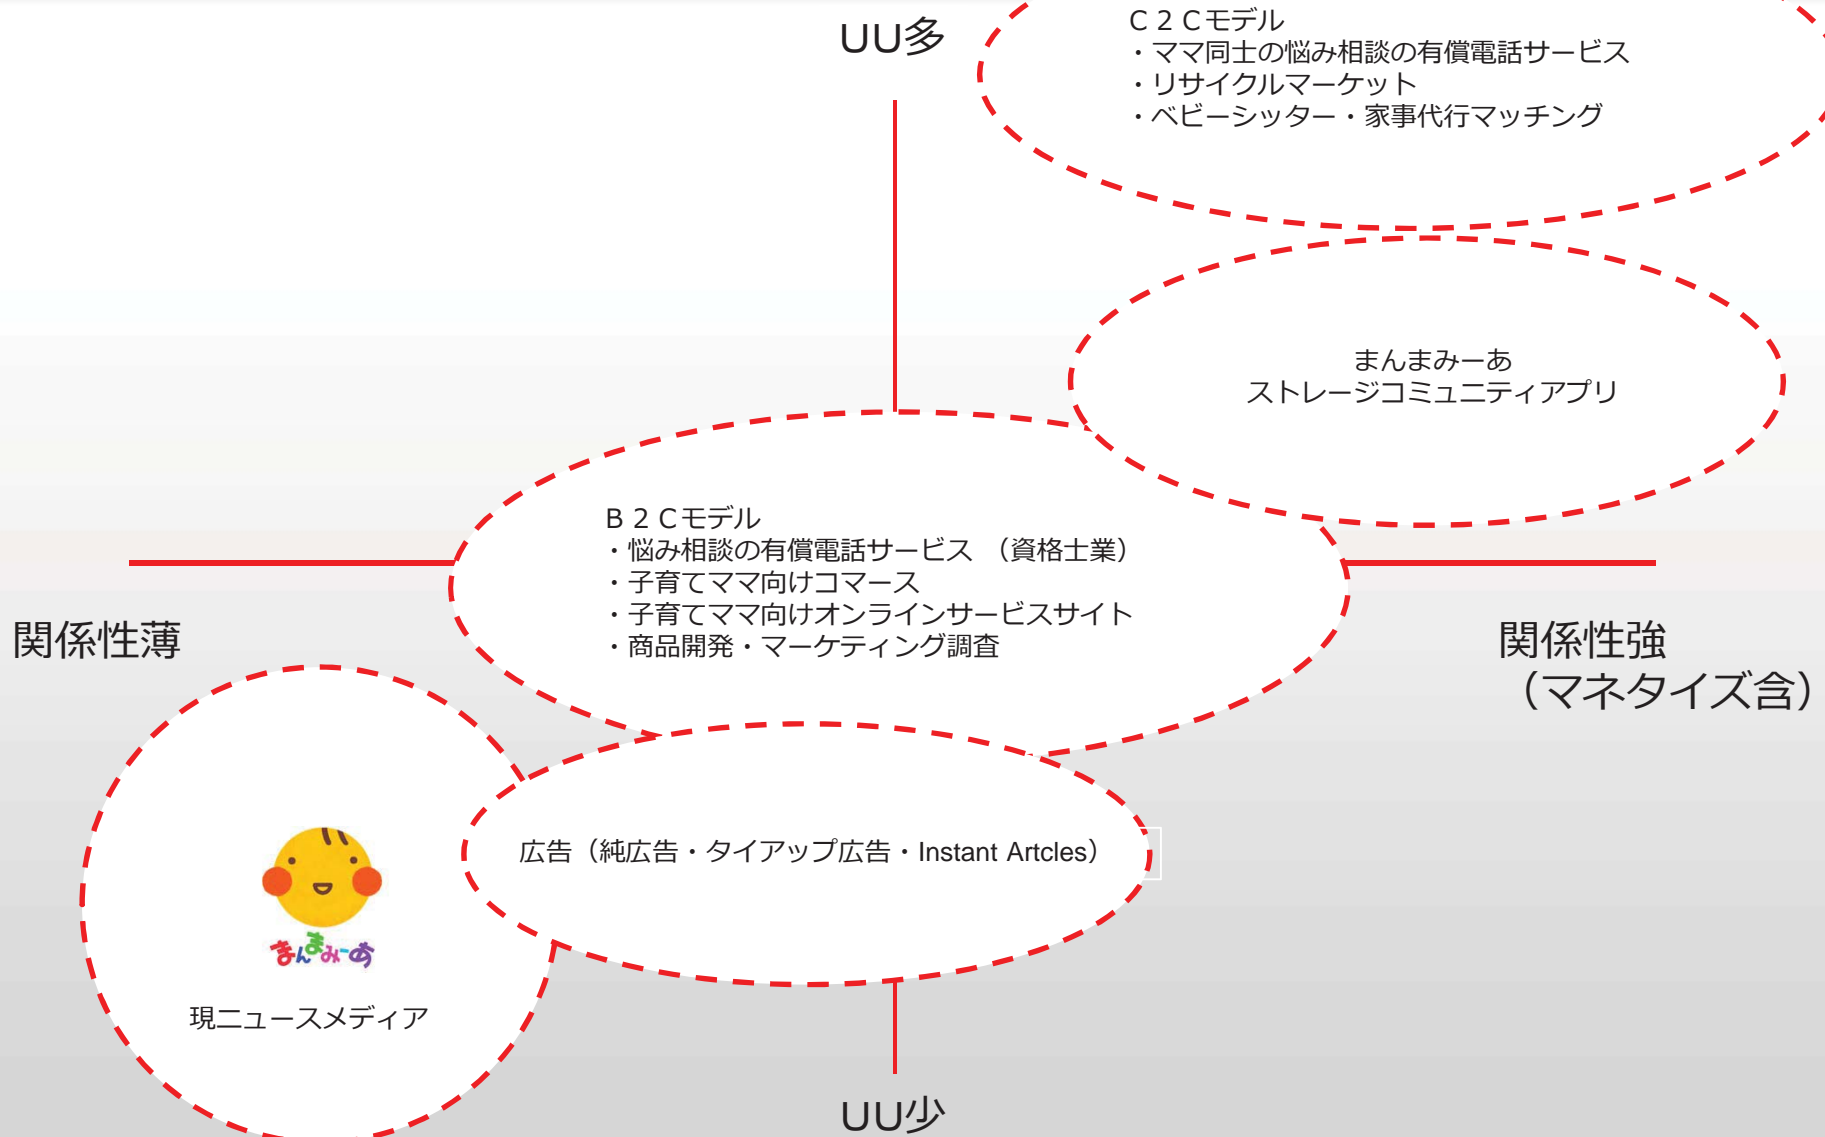 UU多
Ｃ２Ｃモデル
・ママ同士の悩み相談の有償電話サービス
・リサイクルマーケット
・ベビーシッター・家事代行マッチング
まんまみーあ
ストレージコミュニティアプリ
Ｂ２Ｃモデル
・悩み相談の有償電話サービス （資格士業）
・子育てママ向けコマース
・子育てママ向けオンラインサービスサイト
・商品開発・マーケティング調査
関係性薄
関係性強
（マネタイズ含）
広告（純広告・タイアップ広告・Instant Artcles）
まんまみーあ
現ニュースメディア
UU少